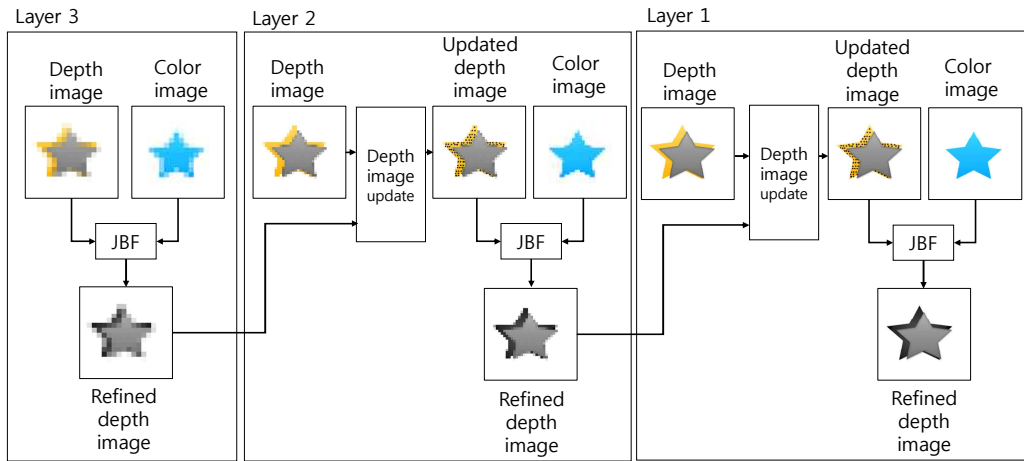 Layer 3
Depth
image
Color
image
JBF
Refined
depth
image
Layer 2
Depth
image
Depth
image
update
Updated
depth
image
Color
image
JBF
Refined
depth
image
Layer 1
Depth
image
Depth
image
update
Updated
depth image
Color
image
JBF
Refined
depth
image